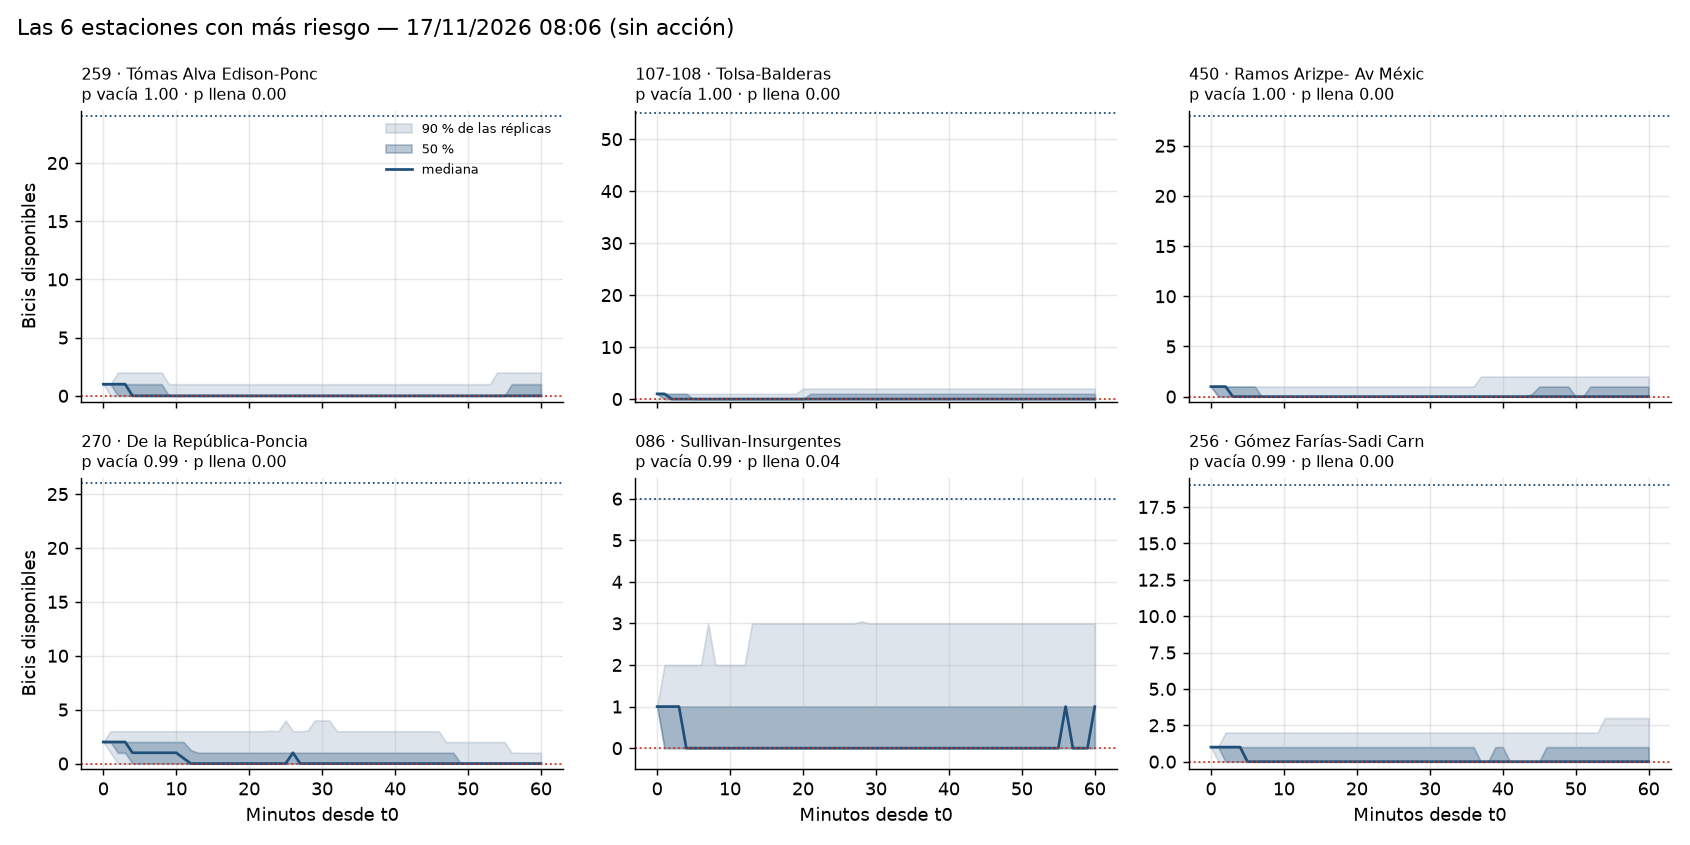 Las 6 estaciones con más riesgo — 17/11/2026 08:06 (sin acción)
259 · Tómas Alva Edison-Ponc
p vacía 1.00 · p llena 0.00
90 % de las réplicas
50 %
mediana
Bicis disponibles
20
15
10
5
0
0 10 20 30 40 50 60
107-108 · Tolsa-Balderas
p vacía 1.00 · p llena 0.00
50
40
30
20
10
0
450 · Ramos Arizpe- Av Méxic
p vacía 1.00 · p llena 0.00
25
20
15
10
5
0
270 · De la República-Poncia
p vacía 0.99 · p llena 0.00
Bicis disponibles
25
20
15
10
5
0
0 10 20 30 40 50 60
Minutos desde t0
086 · Sullivan-Insurgentes
p vacía 0.99 · p llena 0.04
6
5
4
3
2
1
0
0 10 20 30 40 50 60
Minutos desde t0
256 · Gómez Farías-Sadi Carn
p vacía 0.99 · p llena 0.00
17.5
15.0
12.5
10.0
7.5
5.0
2.5
0.0
0 10 20 30 40 50 60
Minutos desde t0